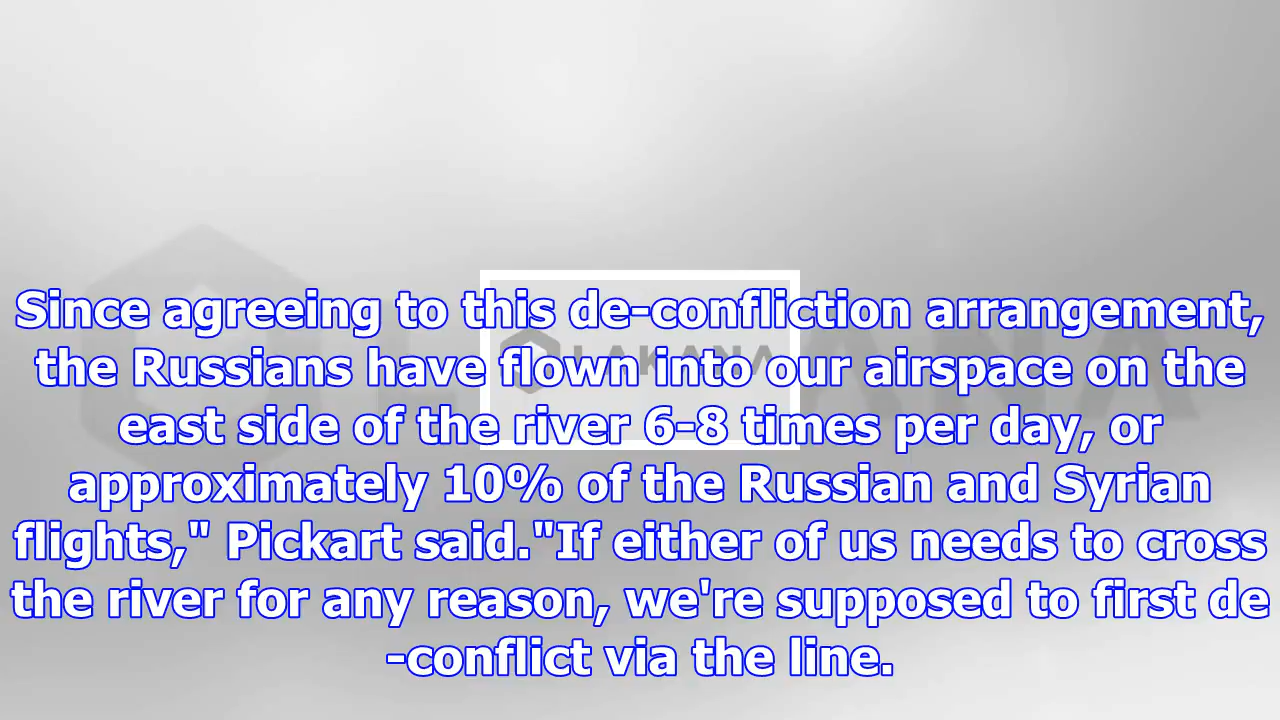 Since agreeing to this de-confliction arrangement,
the Russians have flown into our airspace on the
east side of the river 6-8 times per day, or
approximately 10% of the Russian and Syrian
flights," Pickart said."If either of us needs to cross
the river for any reason, we're supposed to first de
-conflict via the line.
LAKANA
LAKANA